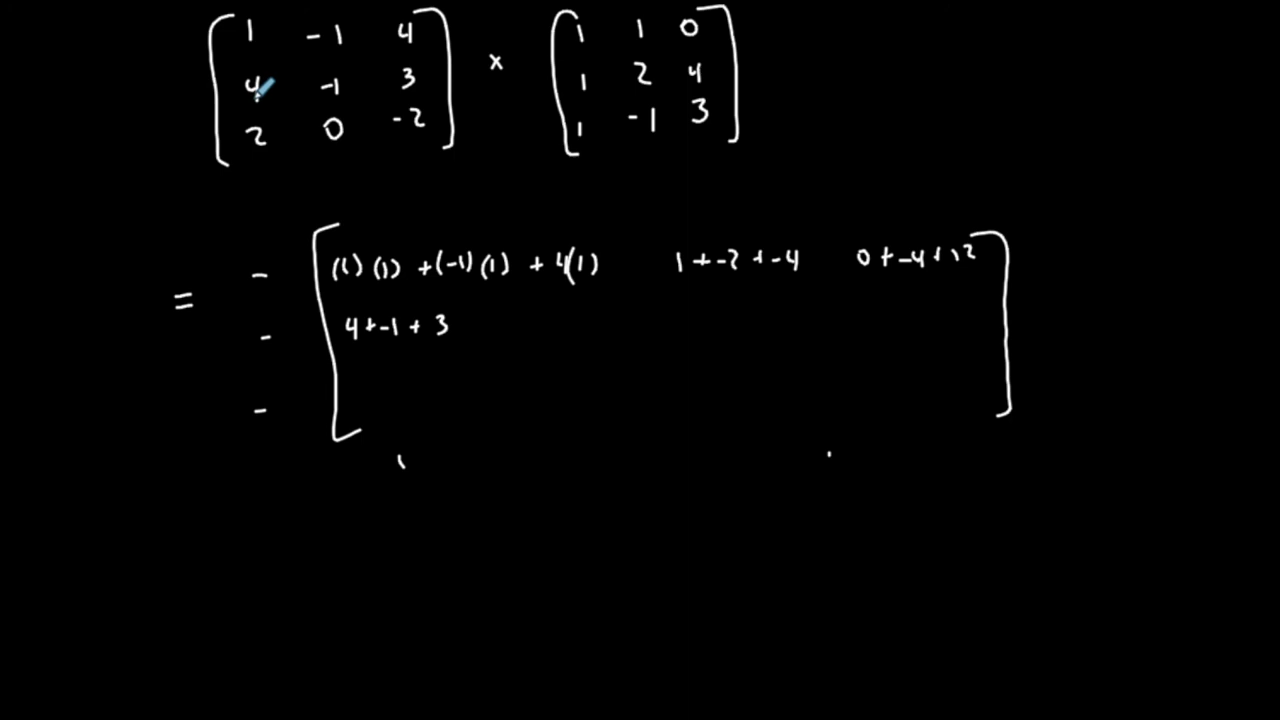 1 -1 4 1 1 0
4 -1 3 x 1 2 4
2 0 -2 1 -1 3
= (1)(1) +(-1)(1) + 4(1) 1 + -2 + -4 0 + -4 + 12
4 + -1 + 3